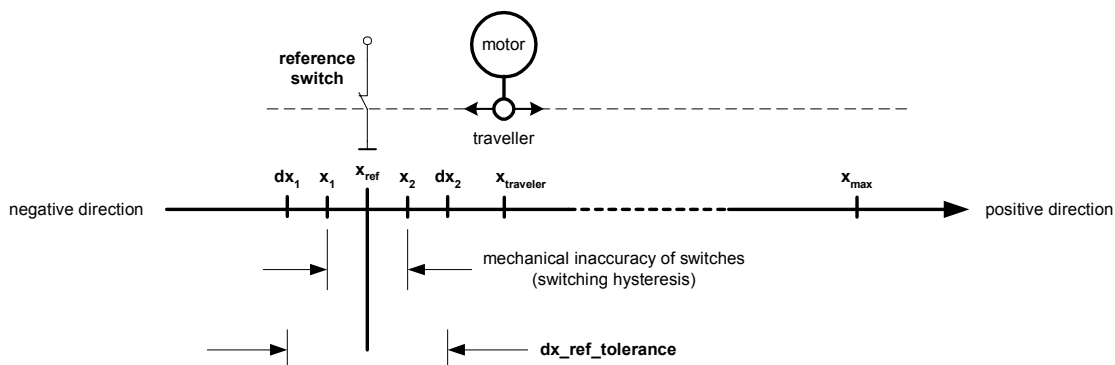 motor
reference
switch
traveller
dx1 x1 xref x2 dx2 xtraveler xmax
negative direction positive direction
mechanical inaccuracy of switches
(switching hysteresis)
dx_ref_tolerance